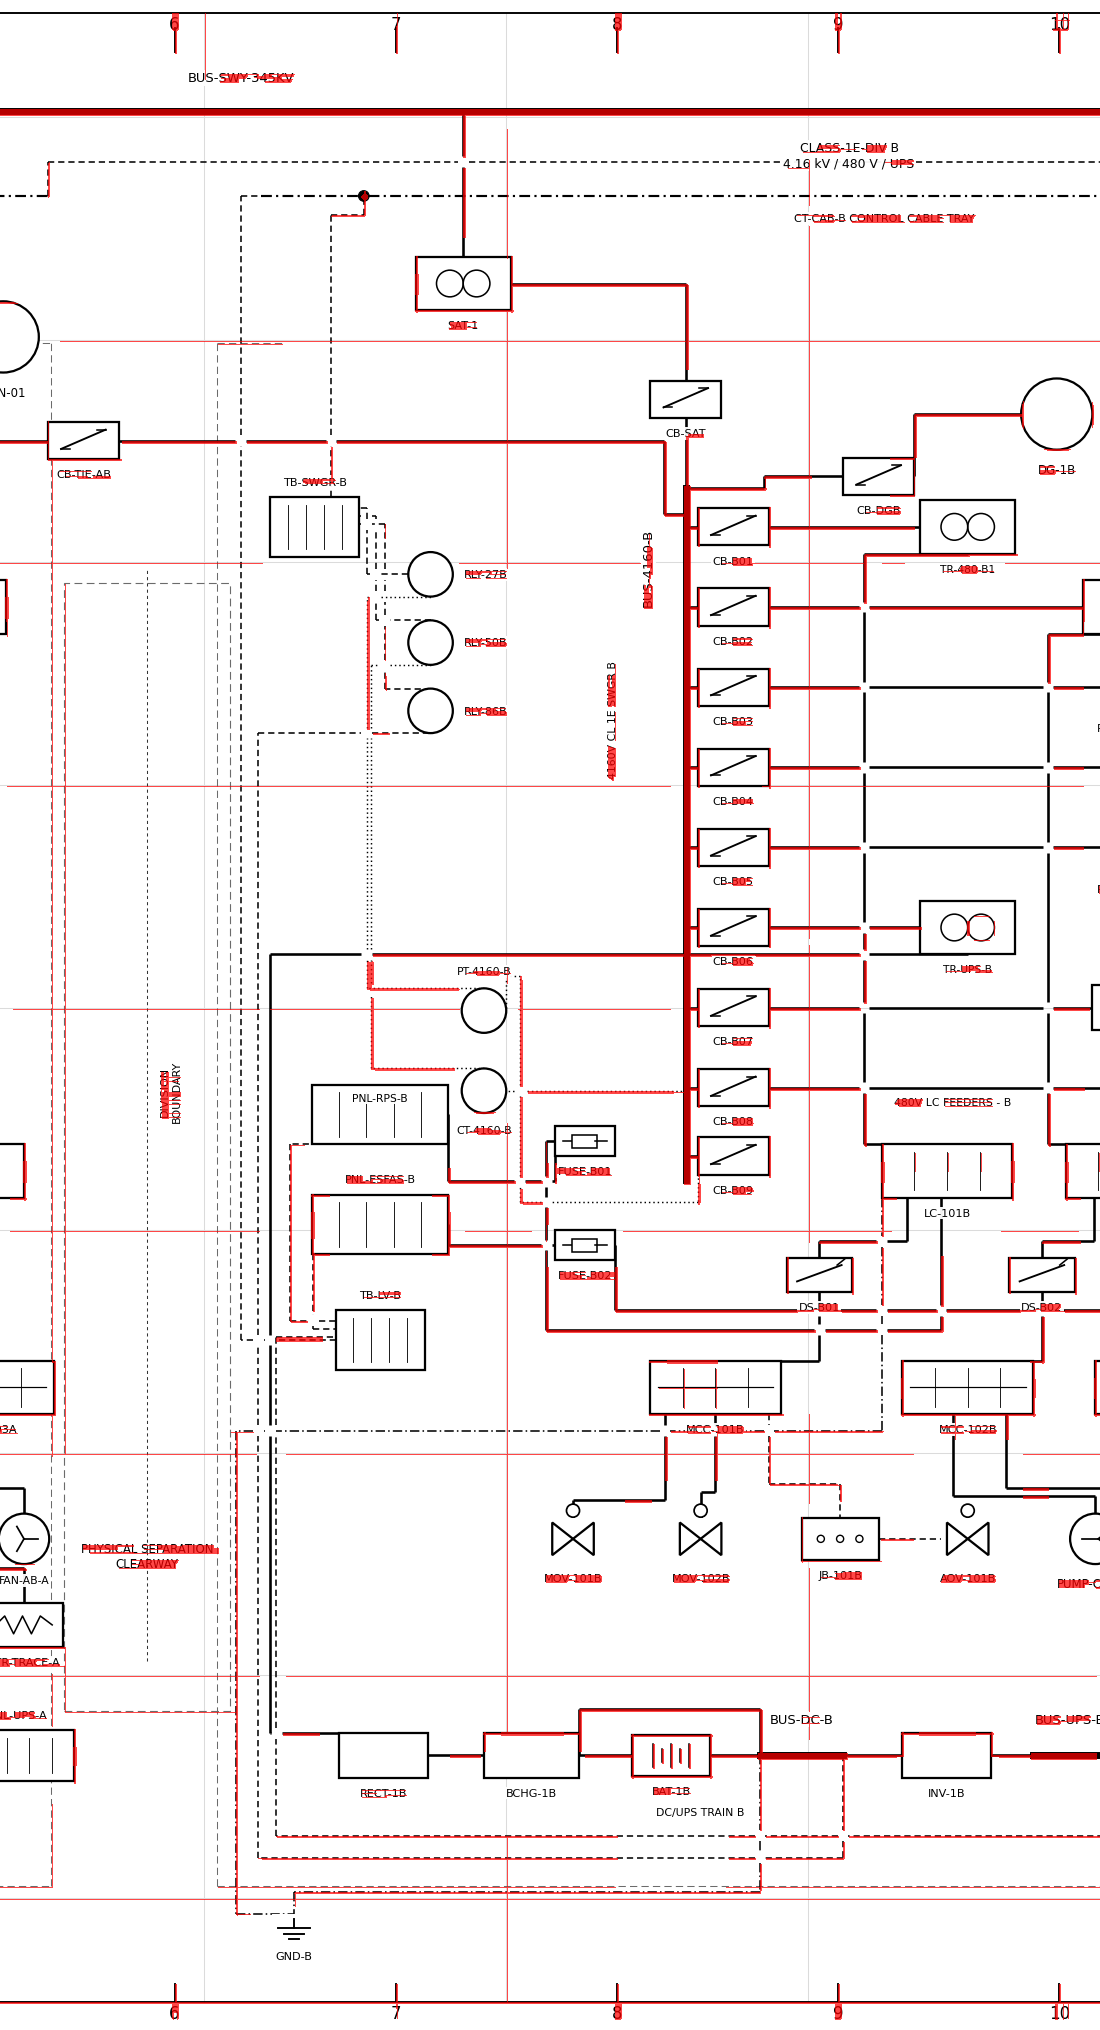 6 7 8 9 10
BUS-SWY-345KV
CLASS-1E-DIV B
4.16 kV / 480 V / UPS
CT-CAB-B CONTROL CABLE TRAY
SAT-1
N-01
CB-SAT
CB-TIE-AB
DG-1B
TB-SWGR-B
CB-DGB
BUS-4160-B
CB-B01
TR-480-B1
RLY-27B
RLY-50B
CB-B02
4160V CL 1E SWGR B
RLY-86B
CB-B03
CB-B04
CB-B05
CB-B06
PT-4160-B
TR-UPS-B
CB-B07
DIVISION
BOUNDARY
PNL-RPS-B
480V LC FEEDERS - B
CB-B08
CT-4160-B
FUSE-B01
PNL-ESFAS-B
CB-B09
LC-101B
FUSE-B02
TB-LV-B
DS-B01
DS-B02
3A
MCC-101B
MCC-102B
PHYSICAL SEPARATION
CLEARWAY
FAN-AB-A
MOV-101B
MOV-102B
JB-101B
AOV-101B
PUMP-C
R-TRACE-A
L-UPS-A
BUS-DC-B
BUS-UPS-B
RECT-1B
BCHG-1B
BAT-1B
INV-1B
DC/UPS TRAIN B
GND-B
6 7 8 9 10